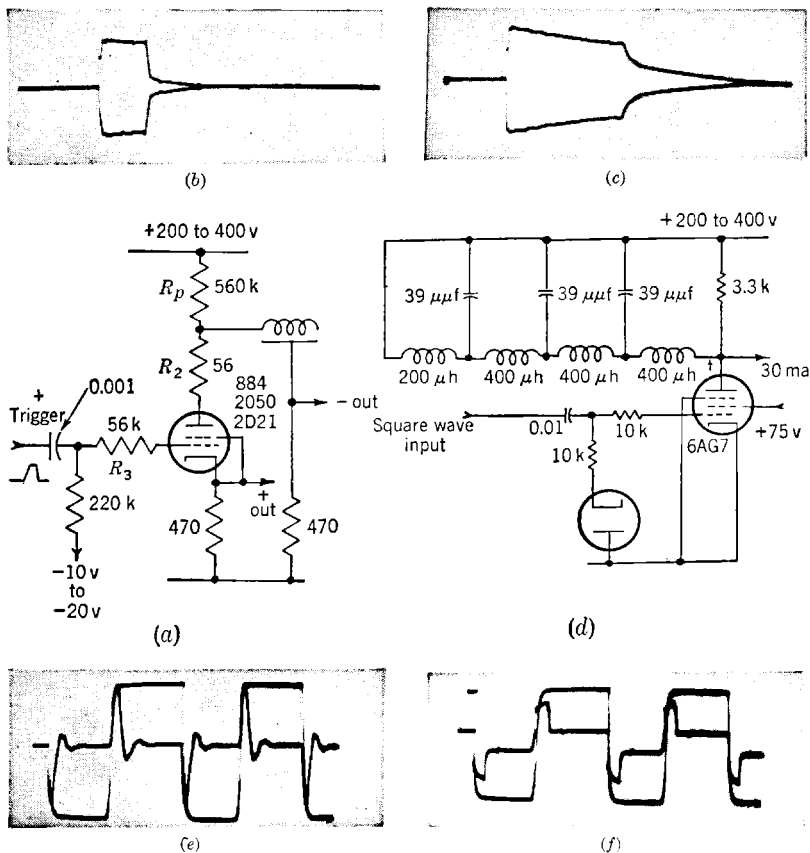 (b)
(c)
+200 to 400 v
R_p
560 k
R_2
56
884
2050
2D21
− out
+
Trigger
0.001
56 k
R_3
220 k
+
out
470
470
−10 v
to
−20 v
(a)
+200 to 400 v
39 μμf
39 μμf
39 μμf
3.3 k
200 μh
400 μh
400 μh
400 μh
30 ma
Square wave
input
0.01
10 k
10 k
6AG7
+75 v
(d)
(e)
(f)